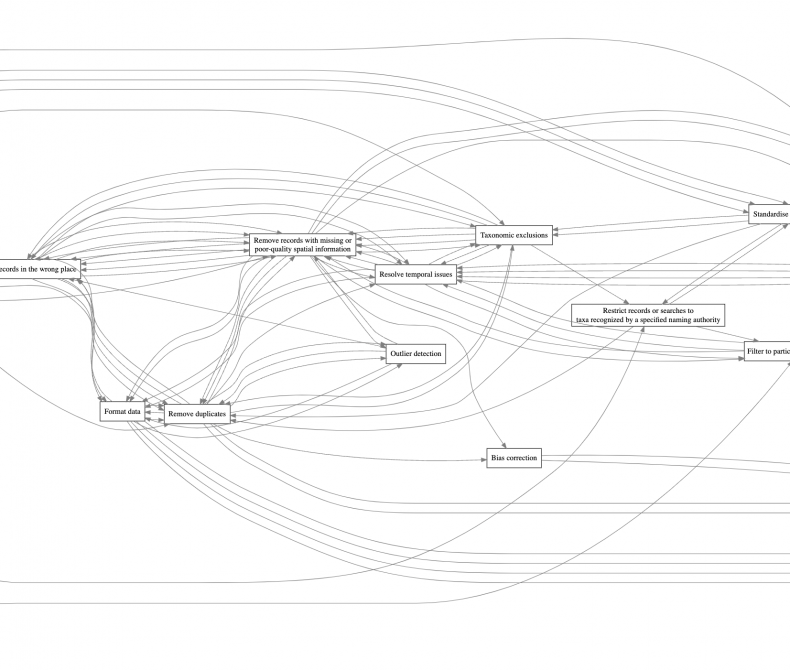 Standardise
Taxonomic exclusions
Remove records with missing or
poor-quality spatial information
ecords in the wrong place
Resolve temporal issues
Restrict records or searches to
taxa recognized by a specified naming authority
Outlier detection
Filter to partic
Format data
Remove duplicates
Bias correction